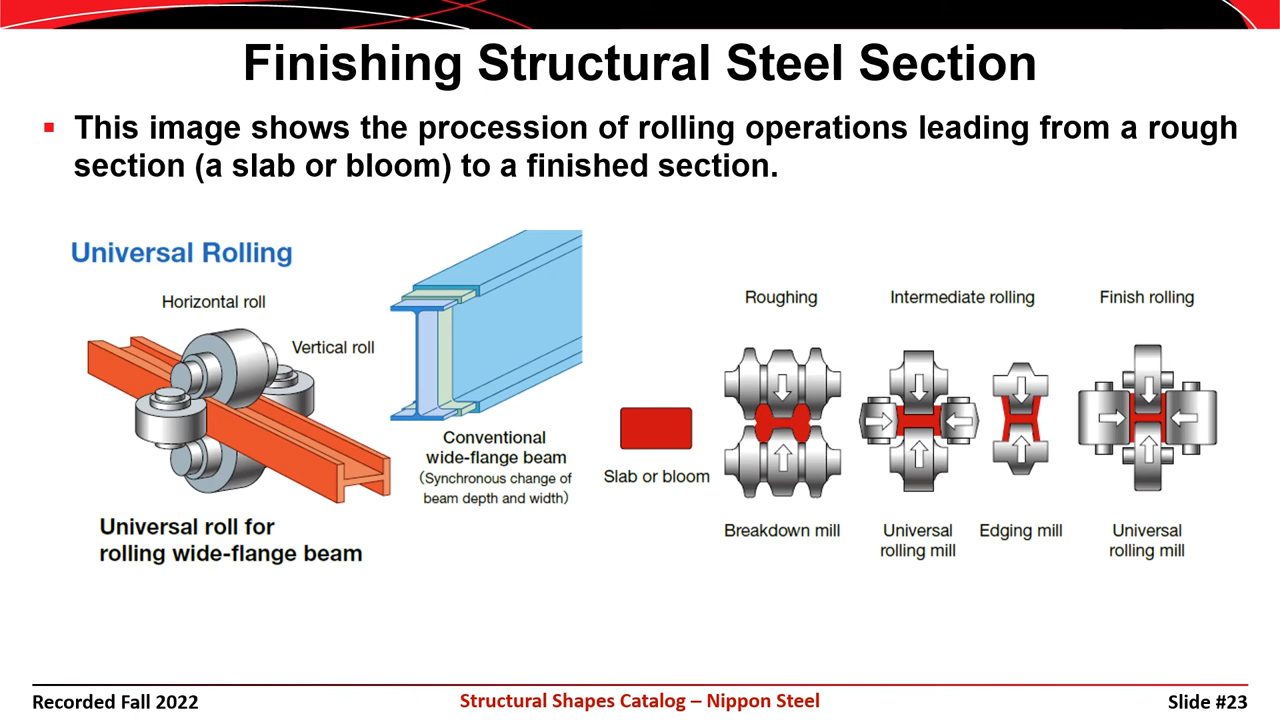 Finishing Structural Steel Section
▪ This image shows the procession of rolling operations leading from a rough
section (a slab or bloom) to a finished section.
Universal Rolling
Horizontal roll
Vertical roll
Universal roll for
rolling wide-flange beam
Conventional
wide-flange beam
(Synchronous change of
beam depth and width)
Slab or bloom
Roughing
Breakdown mill
Intermediate rolling
Universal
rolling mill
Edging mill
Finish rolling
Universal
rolling mill
Recorded Fall 2022
Structural Shapes Catalog – Nippon Steel
Slide #23